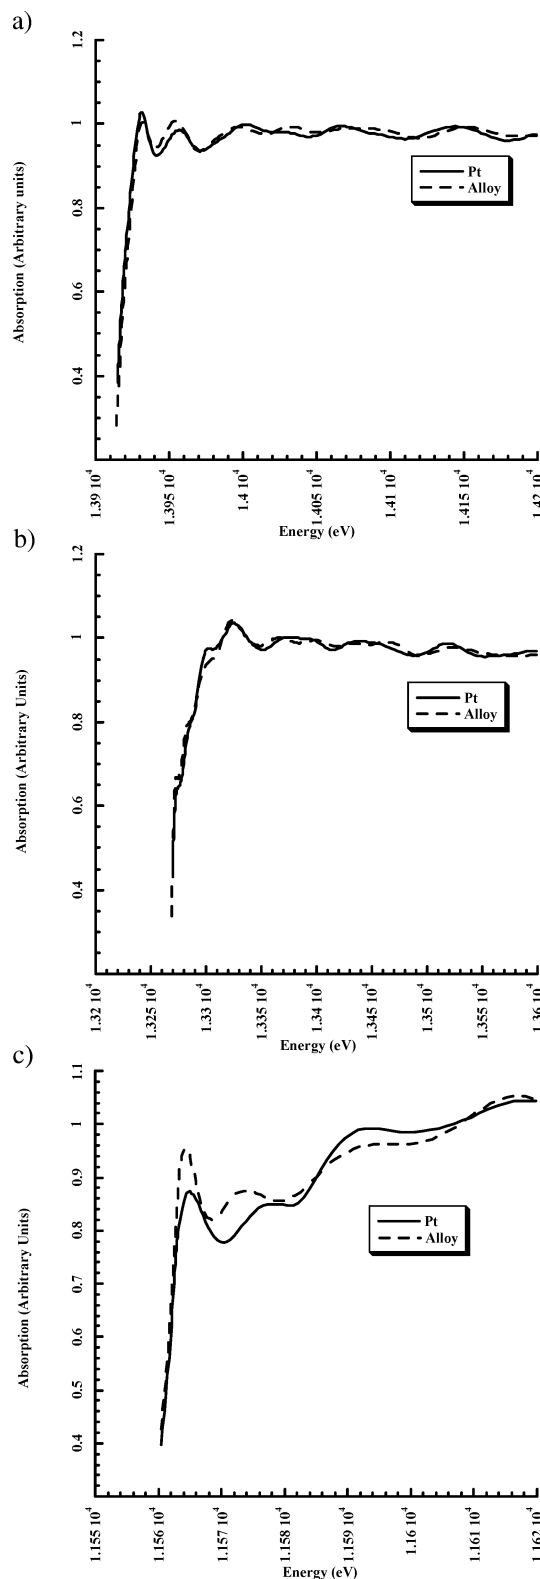 a)
1.2
1
0.8
0.6
0.4
Absorption (Arbitrary units)
Pt
Alloy
1.39 10⁴
1.395 10⁴
1.4 10⁴
1.405 10⁴
1.41 10⁴
1.415 10⁴
1.42 10⁴
Energy (eV)
b)
1.2
1
0.8
0.6
0.4
Absorption (Arbitrary Units)
Pt
Alloy
1.32 10⁴
1.325 10⁴
1.33 10⁴
1.335 10⁴
1.34 10⁴
1.345 10⁴
1.35 10⁴
1.355 10⁴
1.36 10⁴
Energy (eV)
c)
1.1
1
0.9
0.8
0.7
0.6
0.5
0.4
Absorption (Arbitrary Units)
Pt
Alloy
1.155 10⁴
1.156 10⁴
1.157 10⁴
1.158 10⁴
1.159 10⁴
1.16 10⁴
1.161 10⁴
1.162 10⁴
Energy (eV)